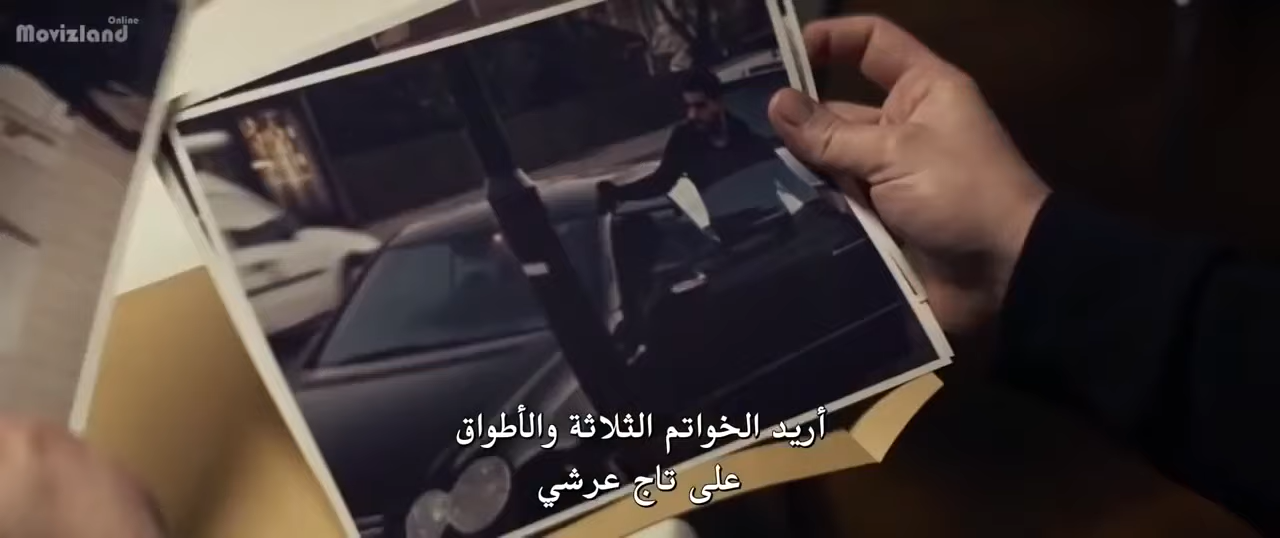 Online
Movizland
أريد الخواتم الثلاثة والأطواق
على تاج عرشي